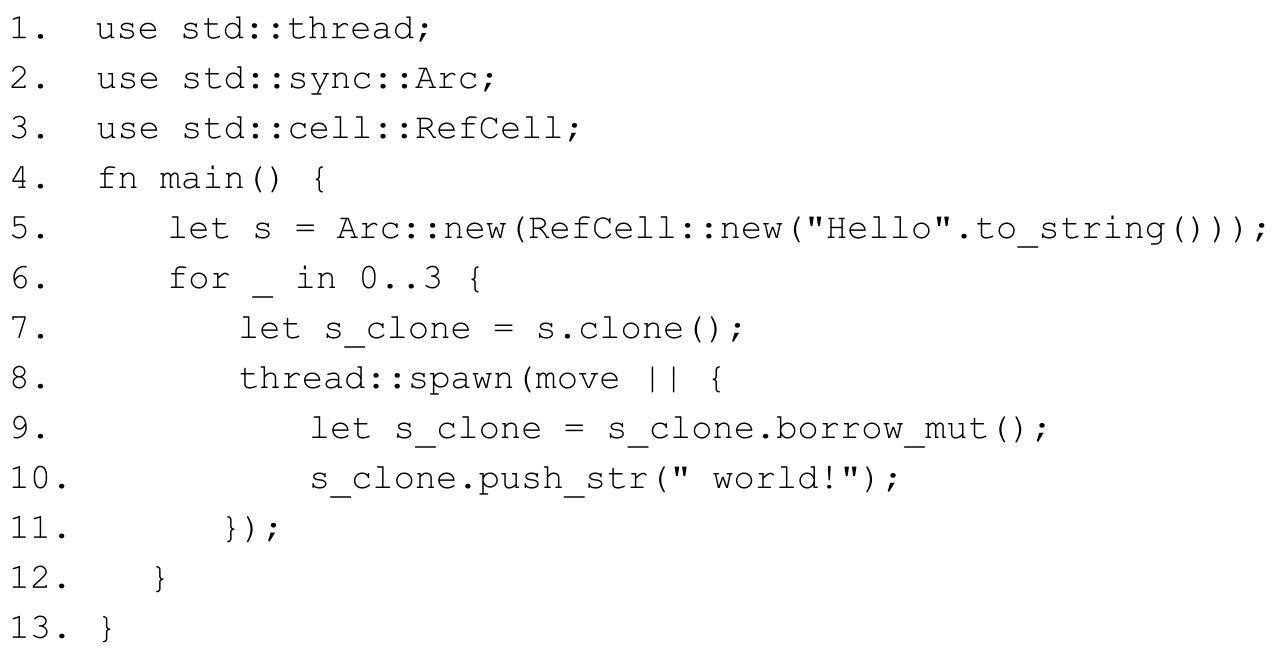 1. use std::thread;
2. use std::sync::Arc;
3. use std::cell::RefCell;
4. fn main() {
5. let s = Arc::new(RefCell::new("Hello".to_string()));
6. for _ in 0..3 {
7. let s_clone = s.clone();
8. thread::spawn(move || {
9. let s_clone = s_clone.borrow_mut();
10. s_clone.push_str(" world!");
11. });
12. }
13. }